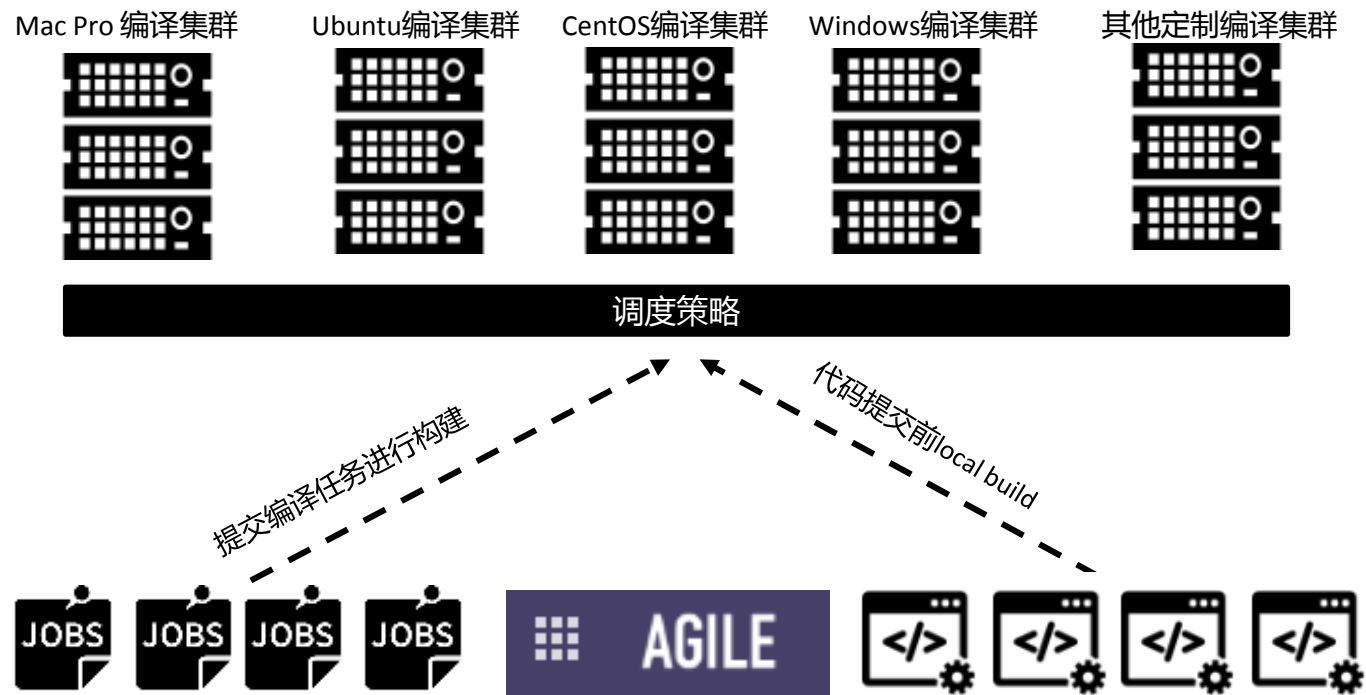 Mac Pro 编译集群
Ubuntu编译集群
CentOS编译集群
Windows编译集群
其他定制编译集群
调度策略
提交编译任务进行构建
代码提交前local build
JOBS
JOBS
JOBS
JOBS
AGILE
</>
</>
</>
</>